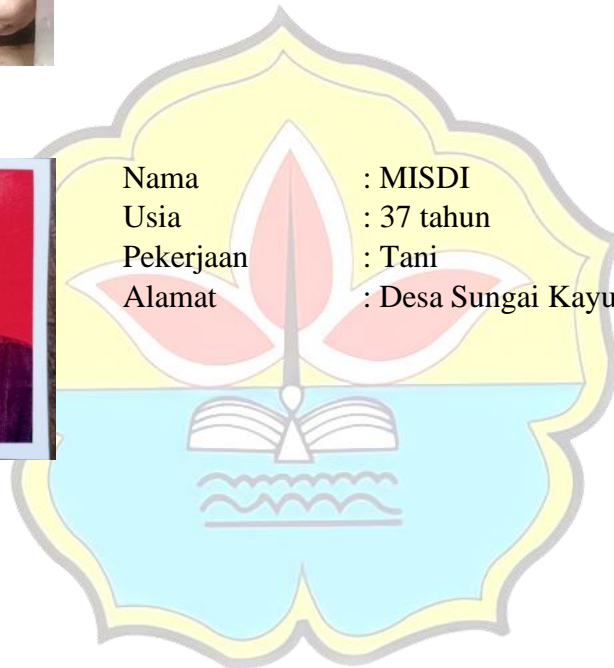 Nama : MISDI
Usia : 37 tahun
Pekerjaan : Tani
Alamat : Desa Sungai Kayu